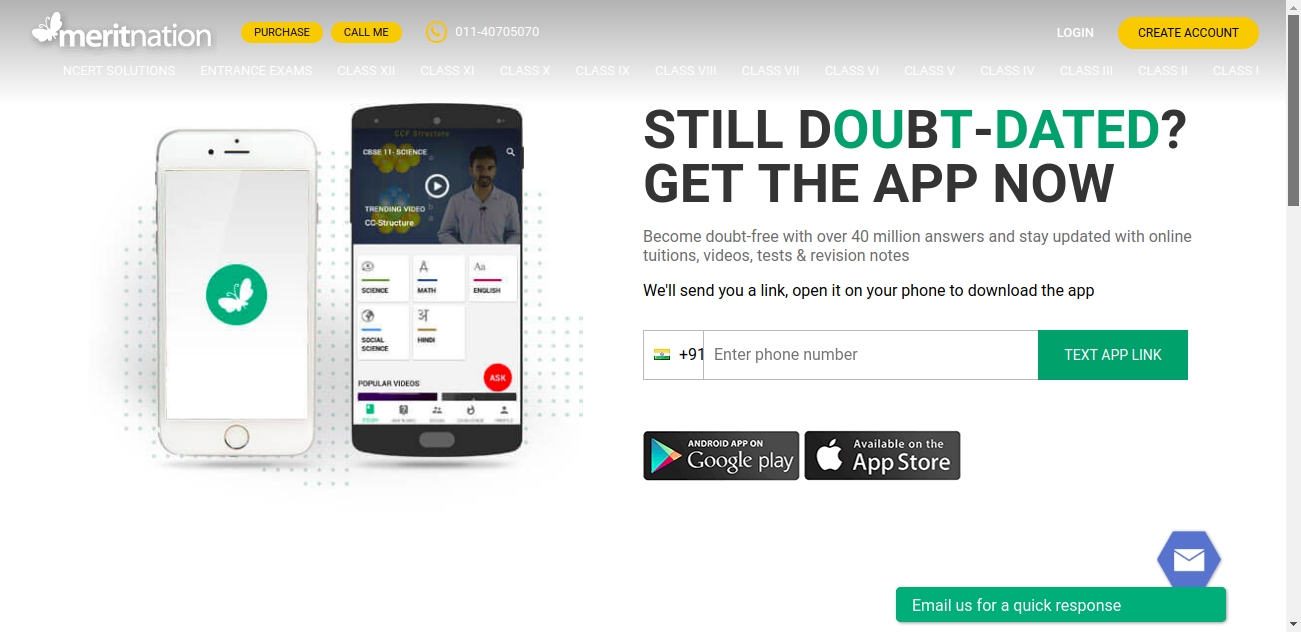 meritnation
PURCHASE
CALL ME
011-40705070
LOGIN
CREATE ACCOUNT
NCERT SOLUTIONS
ENTRANCE EXAMS
CLASS XII
CLASS XI
CLASS X
CLASS IX
CLASS VIII
CLASS VII
CLASS VI
CLASS V
CLASS IV
CLASS III
CLASS II
CLASS I
CCF Structure
CBSE 11- SCIENCE
TRENDING VIDEO
CC-Structure
SCIENCE
MATH
Aa
ENGLISH
SOCIAL
SCIENCE
अ
HINDI
ASK
POPULAR VIDEOS
STILL DOUBT-DATED?
GET THE APP NOW
Become doubt-free with over 40 million answers and stay updated with online
tuitions, videos, tests & revision notes
We'll send you a link, open it on your phone to download the app
+91
Enter phone number
TEXT APP LINK
ANDROID APP ON
Google play
Available on the
App Store
Email us for a quick response